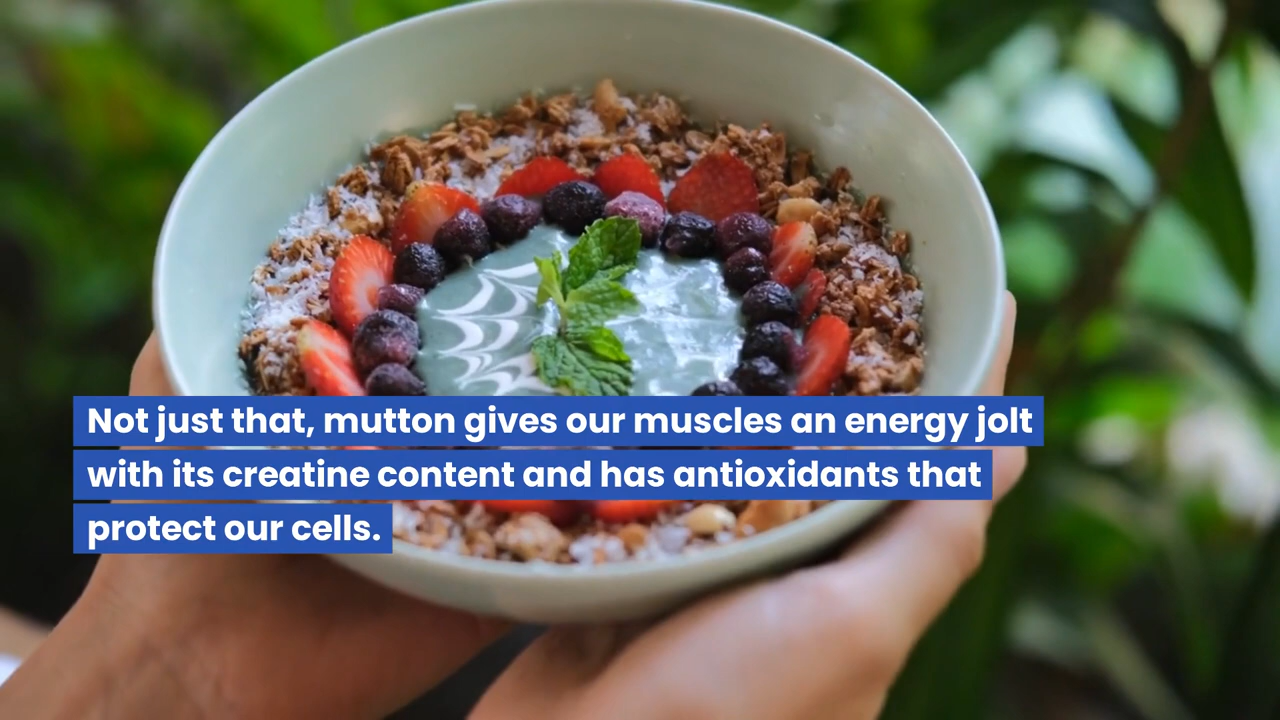 Not just that, mutton gives our muscles an energy jolt
with its creatine content and has antioxidants that
protect our cells.